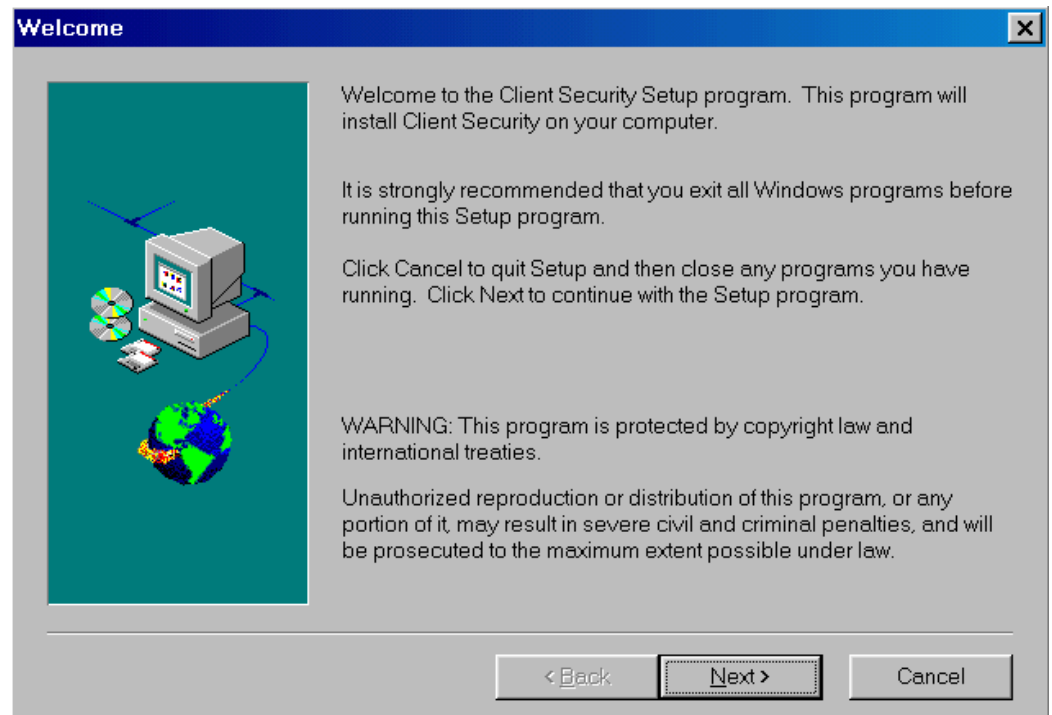 Welcome
Welcome to the Client Security Setup program. This program will
install Client Security on your computer.
It is strongly recommended that you exit all Windows programs before
running this Setup program.
Click Cancel to quit Setup and then close any programs you have
running. Click Next to continue with the Setup program.
WARNING: This program is protected by copyright law and
international treaties.
Unauthorized reproduction or distribution of this program, or any
portion of it, may result in severe civil and criminal penalties, and will
be prosecuted to the maximum extent possible under law.
< Back Next > Cancel